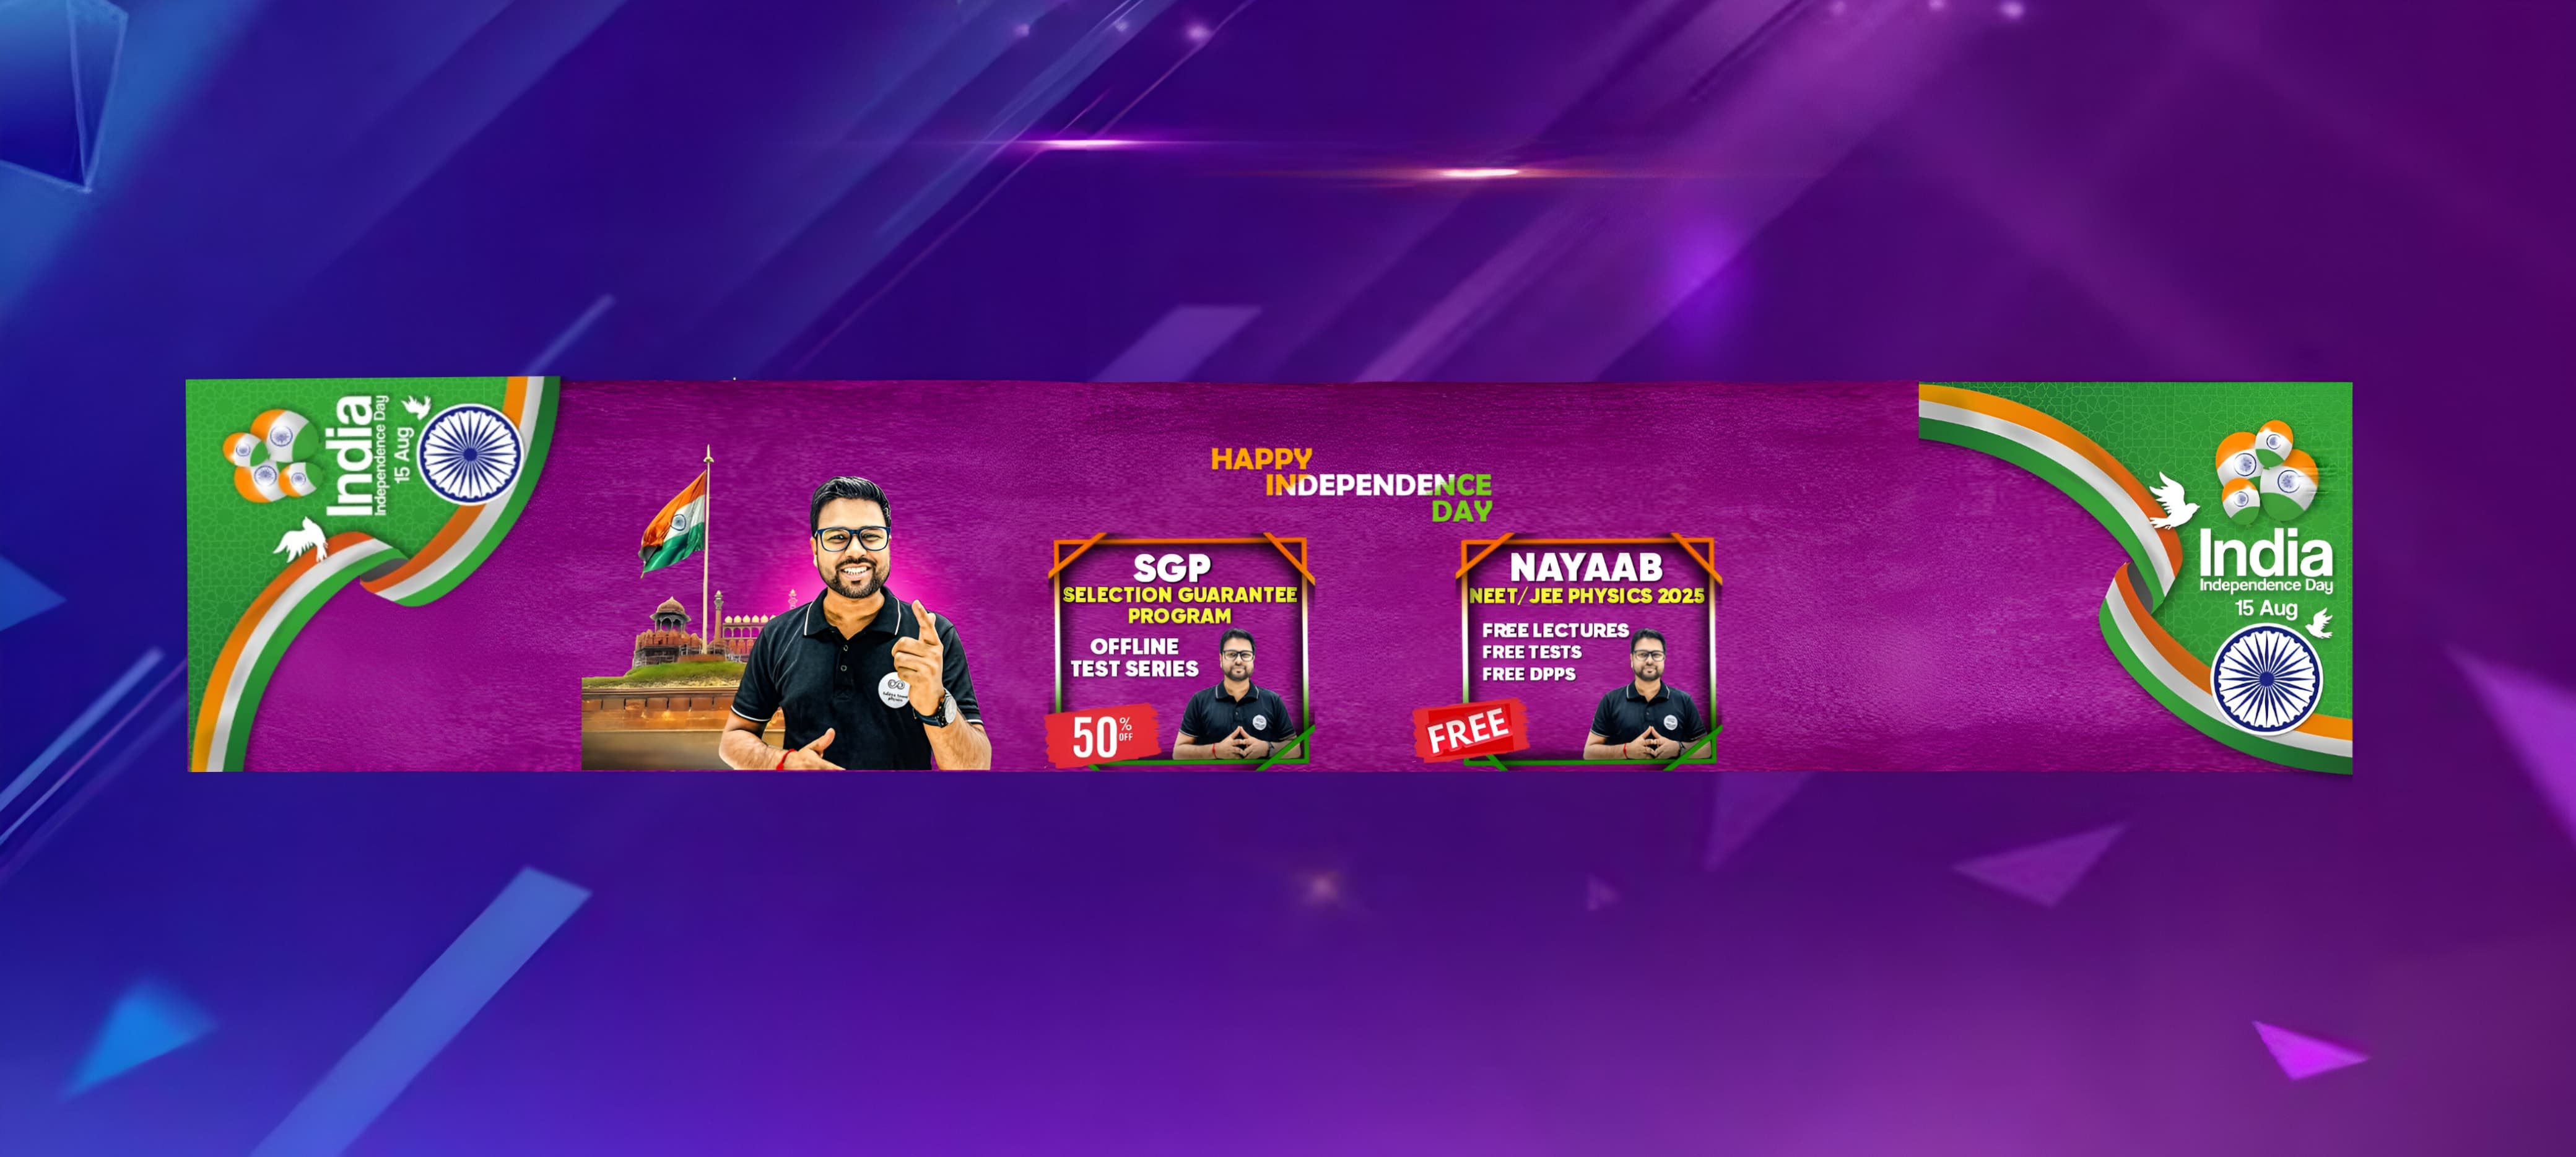 India
Independence Day
15 Aug
HAPPY
INDEPENDENCE
DAY
SGP
SELECTION GUARANTEE
PROGRAM
OFFLINE
TEST SERIES
50%
OFF
NAYAAB
NEET/JEE PHYSICS 2025
FREE LECTURES
FREE TESTS
FREE DPPS
FREE
India
Independence Day
15 Aug